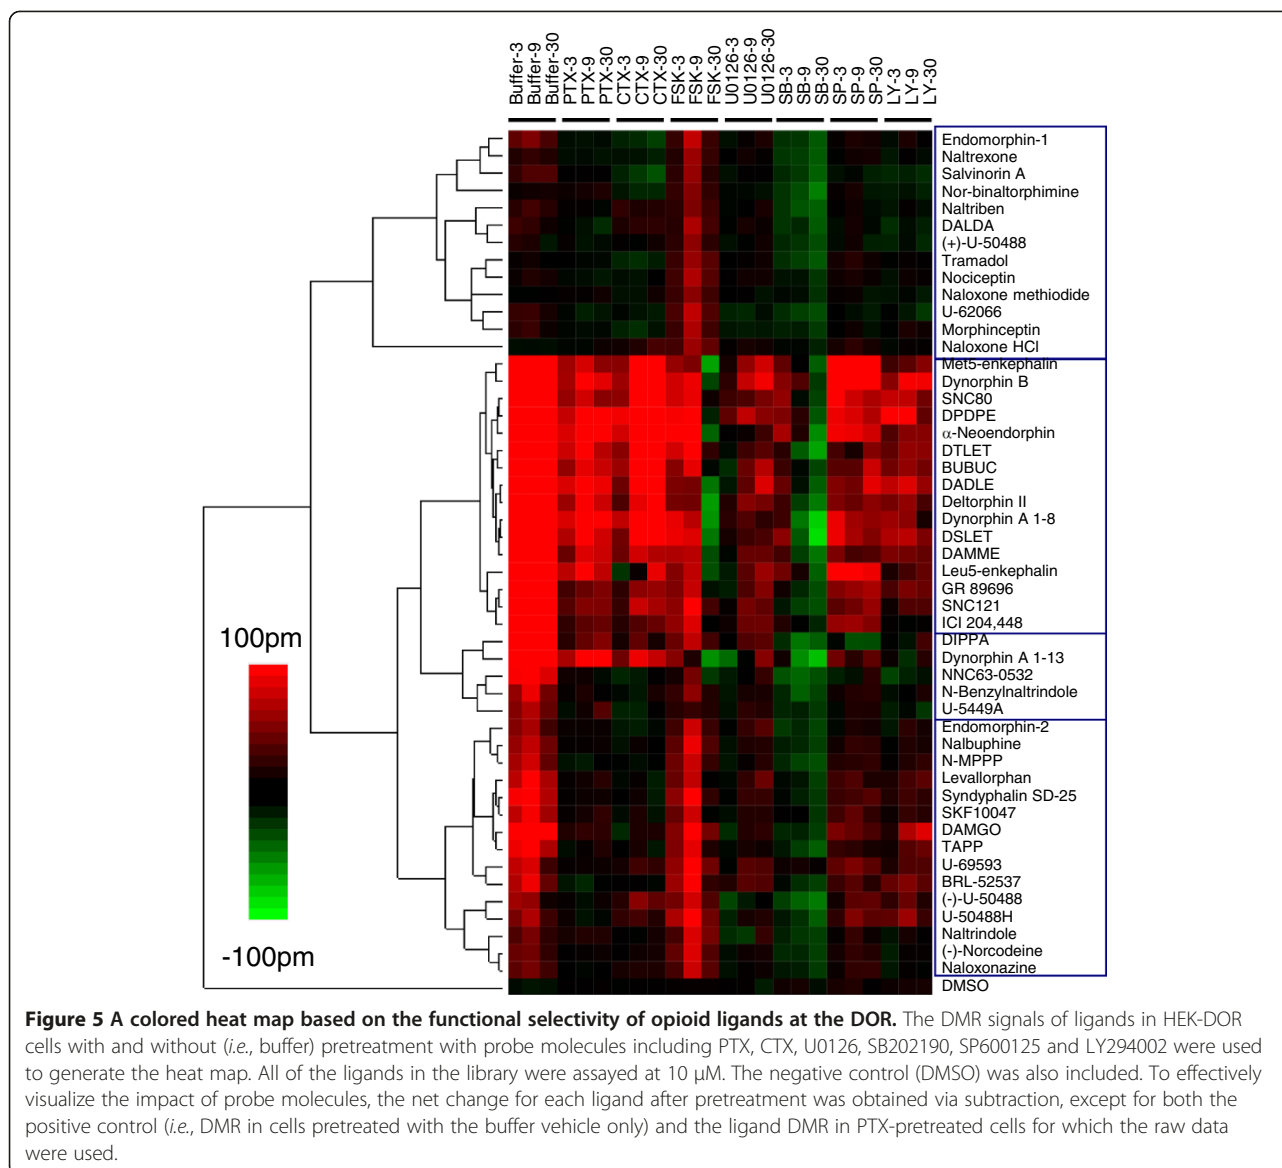 Buffer-3
Buffer-9
Buffer-30
PTX-3
PTX-9
PTX-30
CTX-3
CTX-9
CTX-30
FSK-3
FSK-9
FSK-30
U0126-3
U0126-9
U0126-30
SB-3
SB-9
SB-30
SP-3
SP-9
SP-30
LY-3
LY-9
LY-30
Endomorphin-1
Naltrexone
Salvinorin A
Nor-binaltorphimine
Naltriben
DALDA
(+)-U-50488
Tramadol
Nociceptin
Naloxone methiodide
U-62066
Morphinceptin
Naloxone HCl
Met5-enkephalin
Dynorphin B
SNC80
DPDPE
α-Neoendorphin
DTLET
BUBUC
DADLE
Deltorphin II
Dynorphin A 1-8
DSLET
DAMME
Leu5-enkephalin
GR 89696
SNC121
ICI 204,448
DIPPA
Dynorphin A 1-13
NNC63-0532
N-Benzylnaltrindole
U-5449A
Endomorphin-2
Nalbuphine
N-MPPP
Levallorphan
Syndyphalin SD-25
SKF10047
DAMGO
TAPP
U-69593
BRL-52537
(-)-U-50488
U-50488H
Naltrindole
(-)-Norcodeine
Naloxonazine
DMSO
100pm
-100pm
Figure 5 A colored heat map based on the functional selectivity of opioid ligands at the DOR. The DMR signals of ligands in HEK-DOR
cells with and without (i.e., buffer) pretreatment with probe molecules including PTX, CTX, U0126, SB202190, SP600125 and LY294002 were used
to generate the heat map. All of the ligands in the library were assayed at 10 μM. The negative control (DMSO) was also included. To effectively
visualize the impact of probe molecules, the net change for each ligand after pretreatment was obtained via subtraction, except for both the
positive control (i.e., DMR in cells pretreated with the buffer vehicle only) and the ligand DMR in PTX-pretreated cells for which the raw data
were used.